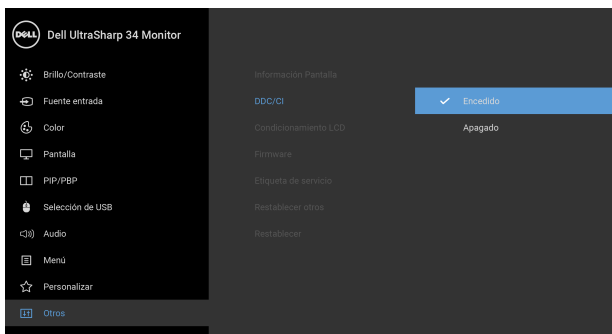 DELL Dell UltraSharp 34 Monitor
Brillo/Contraste
Fuente entrada
Color
Pantalla
PIP/PBP
Selección de USB
Audio
Menú
Personalizar
Otros
Información Pantalla
DDC/CI
Condicionamiento LCD
Firmware
Etiqueta de servicio
Restablecer otros
Restablecer
Encedido
Apagado